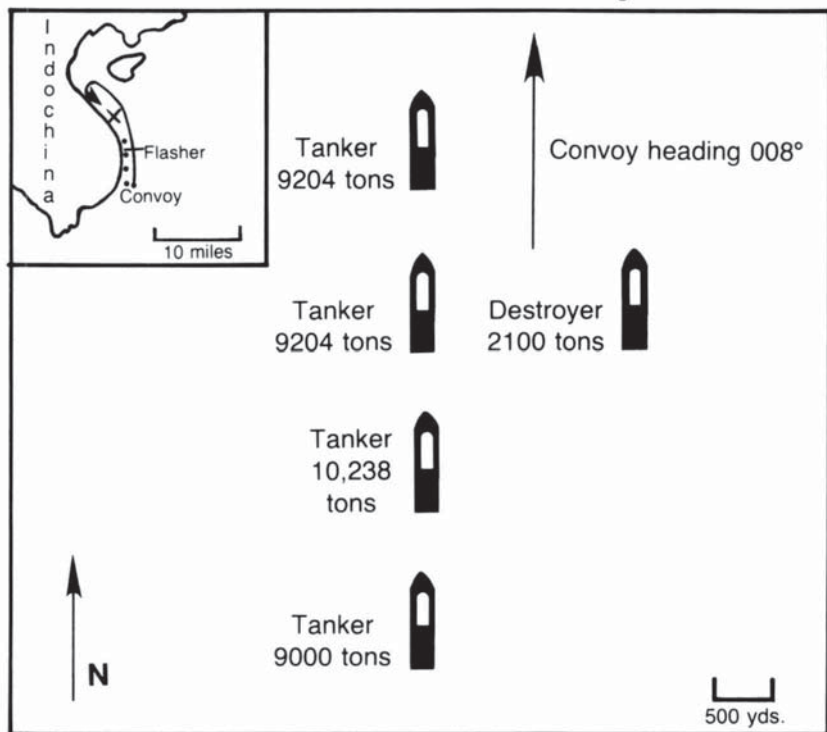 Indochina
Flasher
Convoy
10 miles
Tanker
9204 tons
Convoy heading 008°
Tanker
9204 tons
Destroyer
2100 tons
Tanker
10,238
tons
Tanker
9000 tons
N
500 yds.